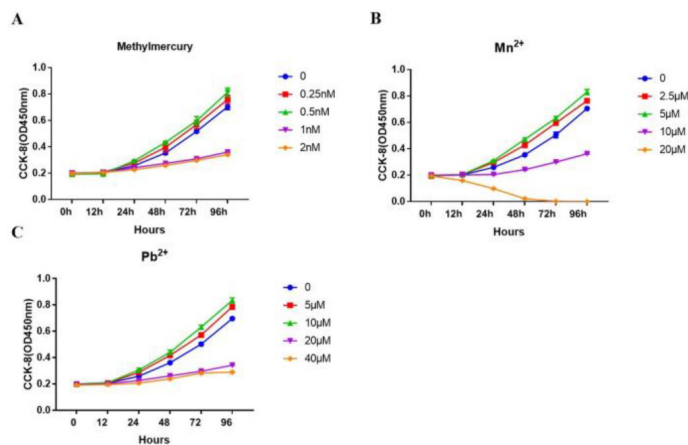 A
Methylmercury
CCK-8(OD450nm)
1.0
0.8
0.6
0.4
0.2
0.0
0h 12h 24h 48h 72h 96h
Hours
0
0.25nM
0.5nM
1nM
2nM
B
Mn²⁺
CCK-8(OD450nm)
1.0
0.8
0.6
0.4
0.2
0.0
0h 12h 24h 48h 72h 96h
Hours
0
2.5μM
5μM
10μM
20μM
C
Pb²⁺
CCK-8(OD450nm)
1.0
0.8
0.6
0.4
0.2
0.0
0 12 24 48 72 96
Hours
0
5μM
10μM
20μM
40μM